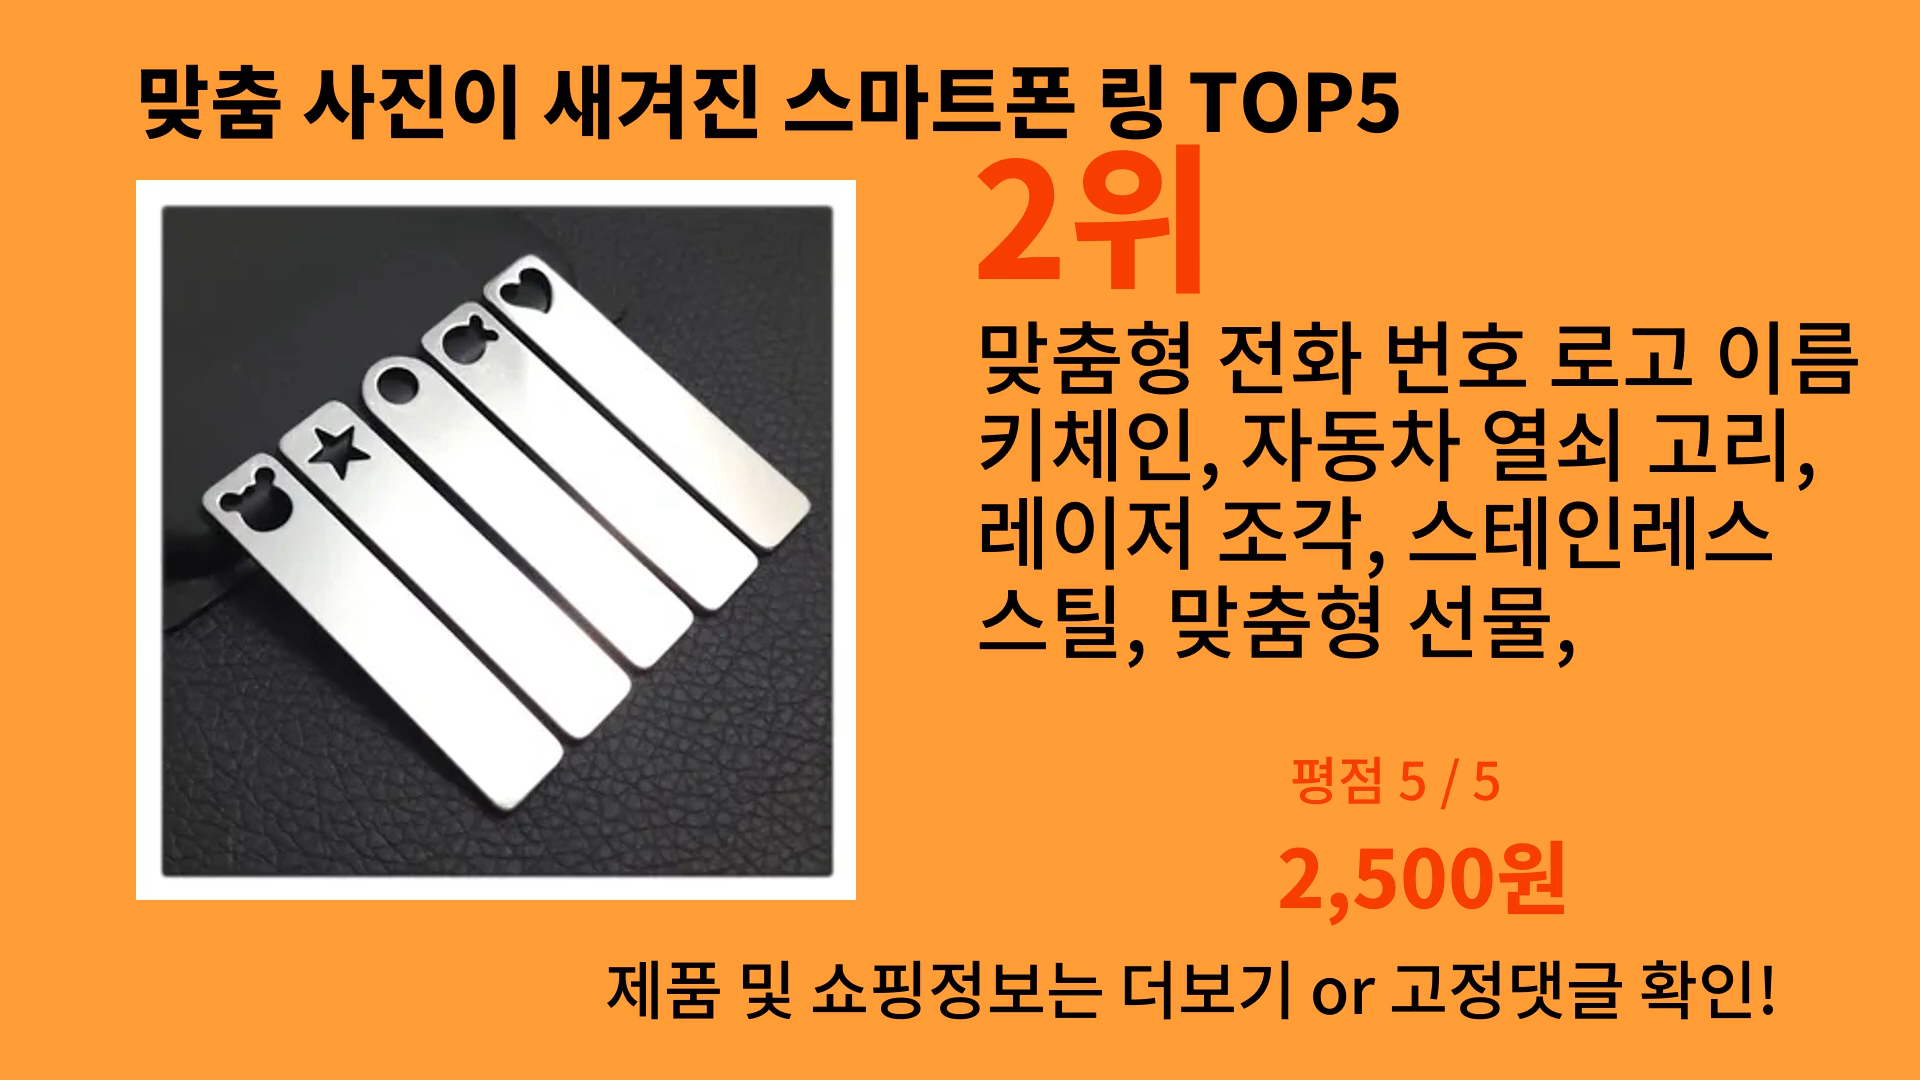 맞춤 사진이 새겨진 스마트폰 링 TOP5
2위
맞춤형 전화 번호 로고 이름
키체인, 자동차 열쇠 고리,
레이저 조각, 스테인레스
스틸, 맞춤형 선물,
평점 5 / 5
2,500원
제품 및 쇼핑정보는 더보기 or 고정댓글 확인!